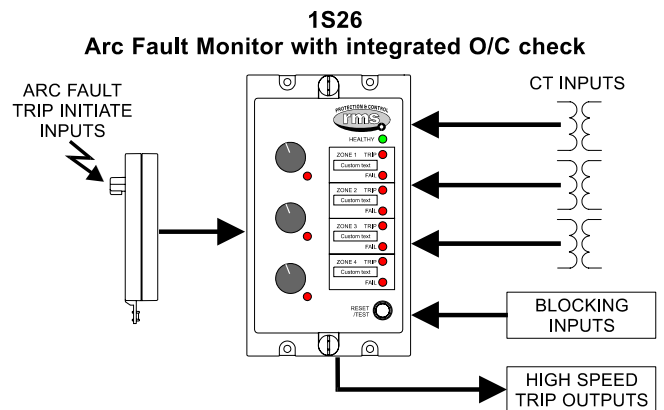 1S26
Arc Fault Monitor with integrated O/C check
ARC FAULT
TRIP INITIATE
INPUTS
CT INPUTS
PROTECTION & CONTROL
rms
HEALTHY
ZONE 1 TRIP
Custom text
FAIL
ZONE 2 TRIP
Custom text
FAIL
ZONE 3 TRIP
Custom text
FAIL
ZONE 4 TRIP
Custom text
FAIL
RESET
/TEST
BLOCKING
INPUTS
HIGH SPEED
TRIP OUTPUTS